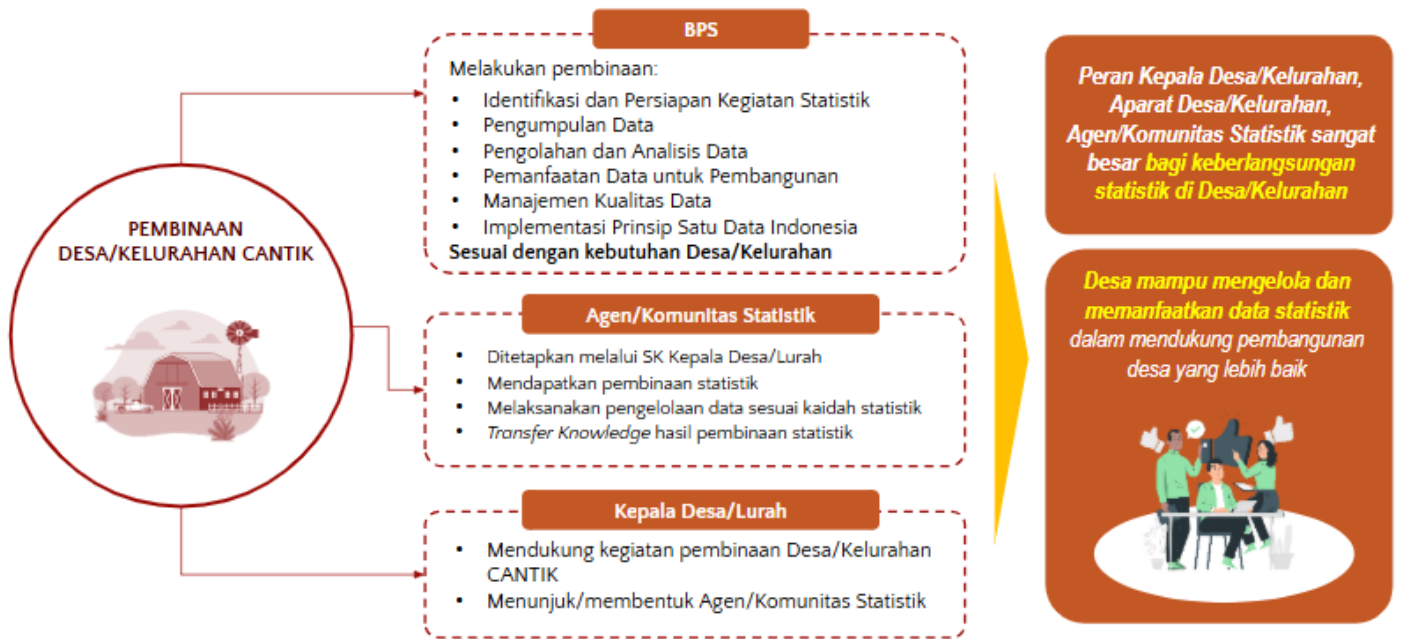 PEMBINAAN
DESA/KELURAHAN CANTIK
BPS
Melakukan pembinaan:
• Identifikasi dan Persiapan Kegiatan Statistik
• Pengumpulan Data
• Pengolahan dan Analisis Data
• Pemanfaatan Data untuk Pembangunan
• Manajemen Kualitas Data
• Implementasi Prinsip Satu Data Indonesia
Sesuai dengan kebutuhan Desa/Kelurahan
Agen/Komunitas Statistik
• Ditetapkan melalui SK Kepala Desa/Lurah
• Mendapatkan pembinaan statistik
• Melaksanakan pengelolaan data sesuai kaidah statistik
• Transfer Knowledge hasil pembinaan statistik
Kepala Desa/Lurah
• Mendukung kegiatan pembinaan Desa/Kelurahan
CANTIK
• Menunjuk/membentuk Agen/Komunitas Statistik
Peran Kepala Desa/Kelurahan,
Aparat Desa/Kelurahan,
Agen/Komunitas Statistik sangat
besar bagi keberlangsungan
statistik di Desa/Kelurahan
Desa mampu mengelola dan
memanfaatkan data statistik
dalam mendukung pembangunan
desa yang lebih baik